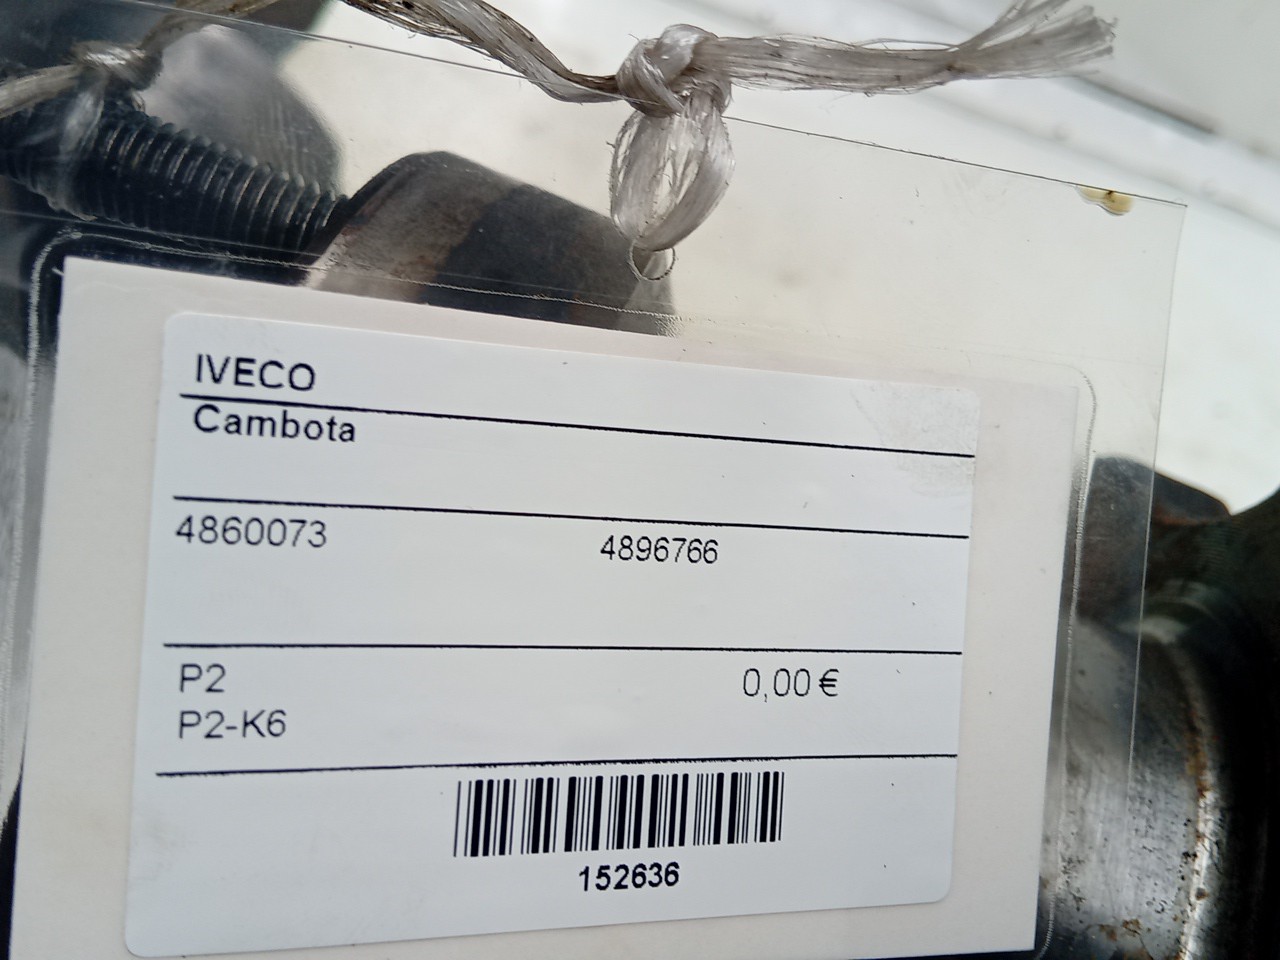 IVECO
Cambota
4860073 4896766
P2 0,00 €
P2-K6
152636